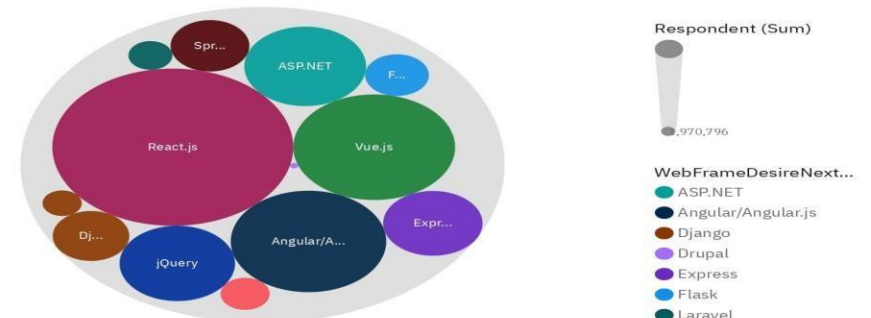 Respondent (Sum)
,970,796
WebFrameDesireNext...
ASP.NET
Angular/Angular.js
Django
Drupal
Express
Flask
Laravel
Spr...
ASP.NET
F...
React.js
Vue.js
Expr...
Dj...
jQuery
Angular/A...